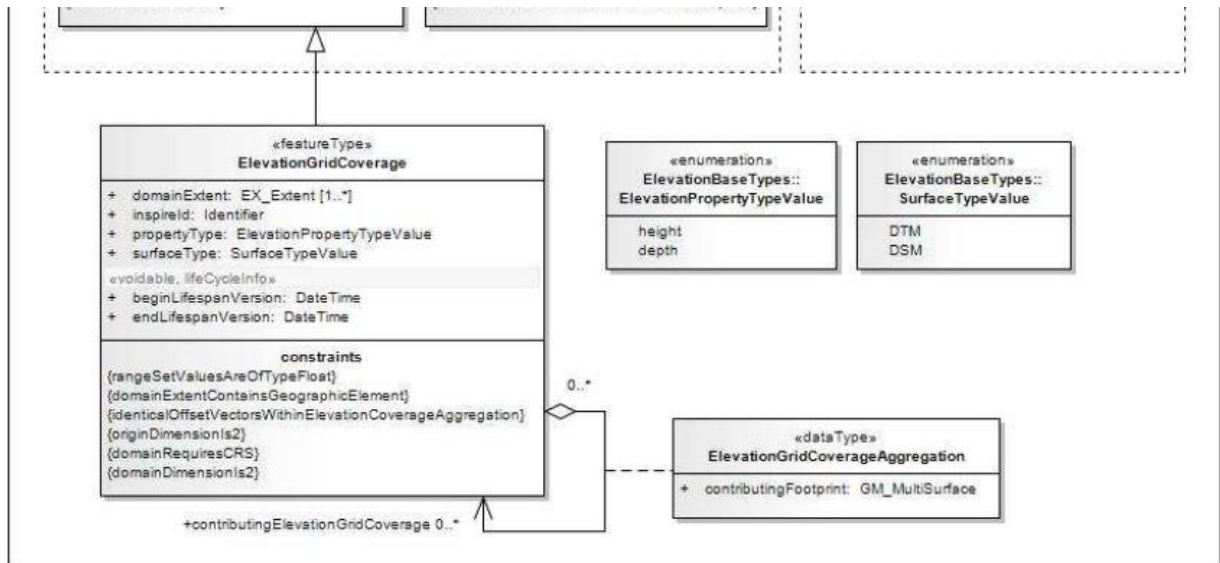 «featureType»
ElevationGridCoverage
+ domainExtent: EX_Extent [1..*]
+ inspireId: Identifier
+ propertyType: ElevationPropertyTypeValue
+ surfaceType: SurfaceTypeValue
«voidable, lifeCycleInfo»
+ beginLifespanVersion: DateTime
+ endLifespanVersion: DateTime
constraints
{rangeSetValuesAreOfTypeFloat}
{domainExtentContainsGeographicElement}
{identicalOffsetVectorsWithinElevationCoverageAggregation}
{originDimensionIs2}
{domainRequiresCRS}
{domainDimensionIs2}
«enumeration»
ElevationBaseTypes::
ElevationPropertyTypeValue
height
depth
«enumeration»
ElevationBaseTypes::
SurfaceTypeValue
DTM
DSM
0..*
«dataType»
ElevationGridCoverageAggregation
+ contributingFootprint: GM_MultiSurface
+contributingElevationGridCoverage 0..*